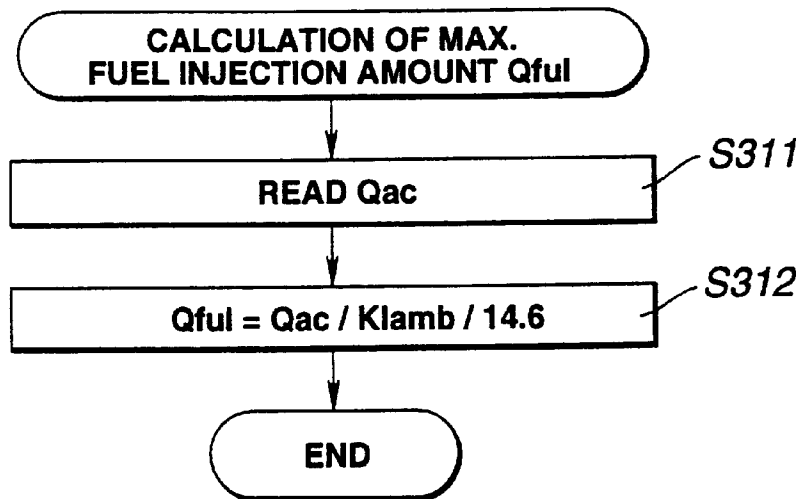 CALCULATION OF MAX.
FUEL INJECTION AMOUNT Qful
S311
READ Qac
S312
Qful = Qac / Klamb / 14.6
END